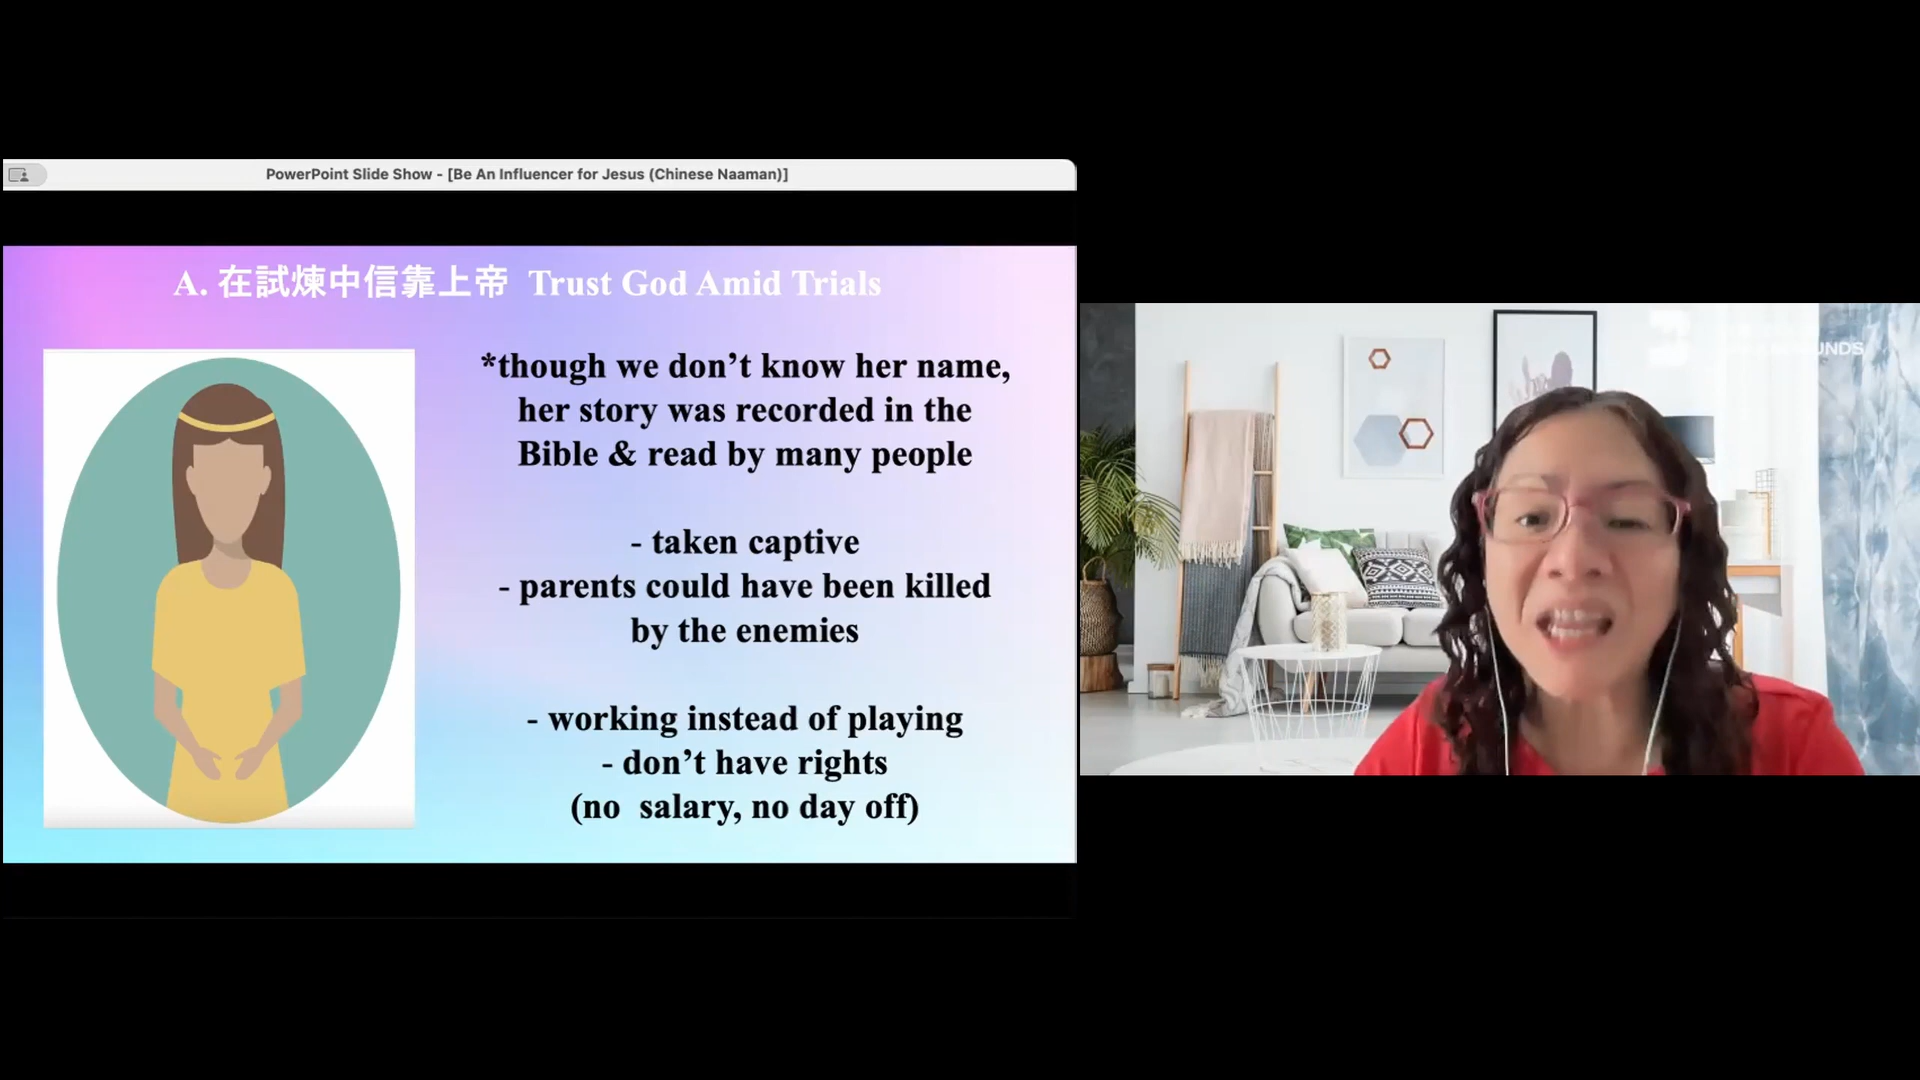 PowerPoint Slide Show - [Be An Influencer for Jesus (Chinese Naaman)]
A. 在試煉中信靠上帝 Trust God Amid Trials
*though we don’t know her name,
her story was recorded in the
Bible & read by many people
- taken captive
- parents could have been killed
by the enemies
- working instead of playing
- don’t have rights
(no salary, no day off)